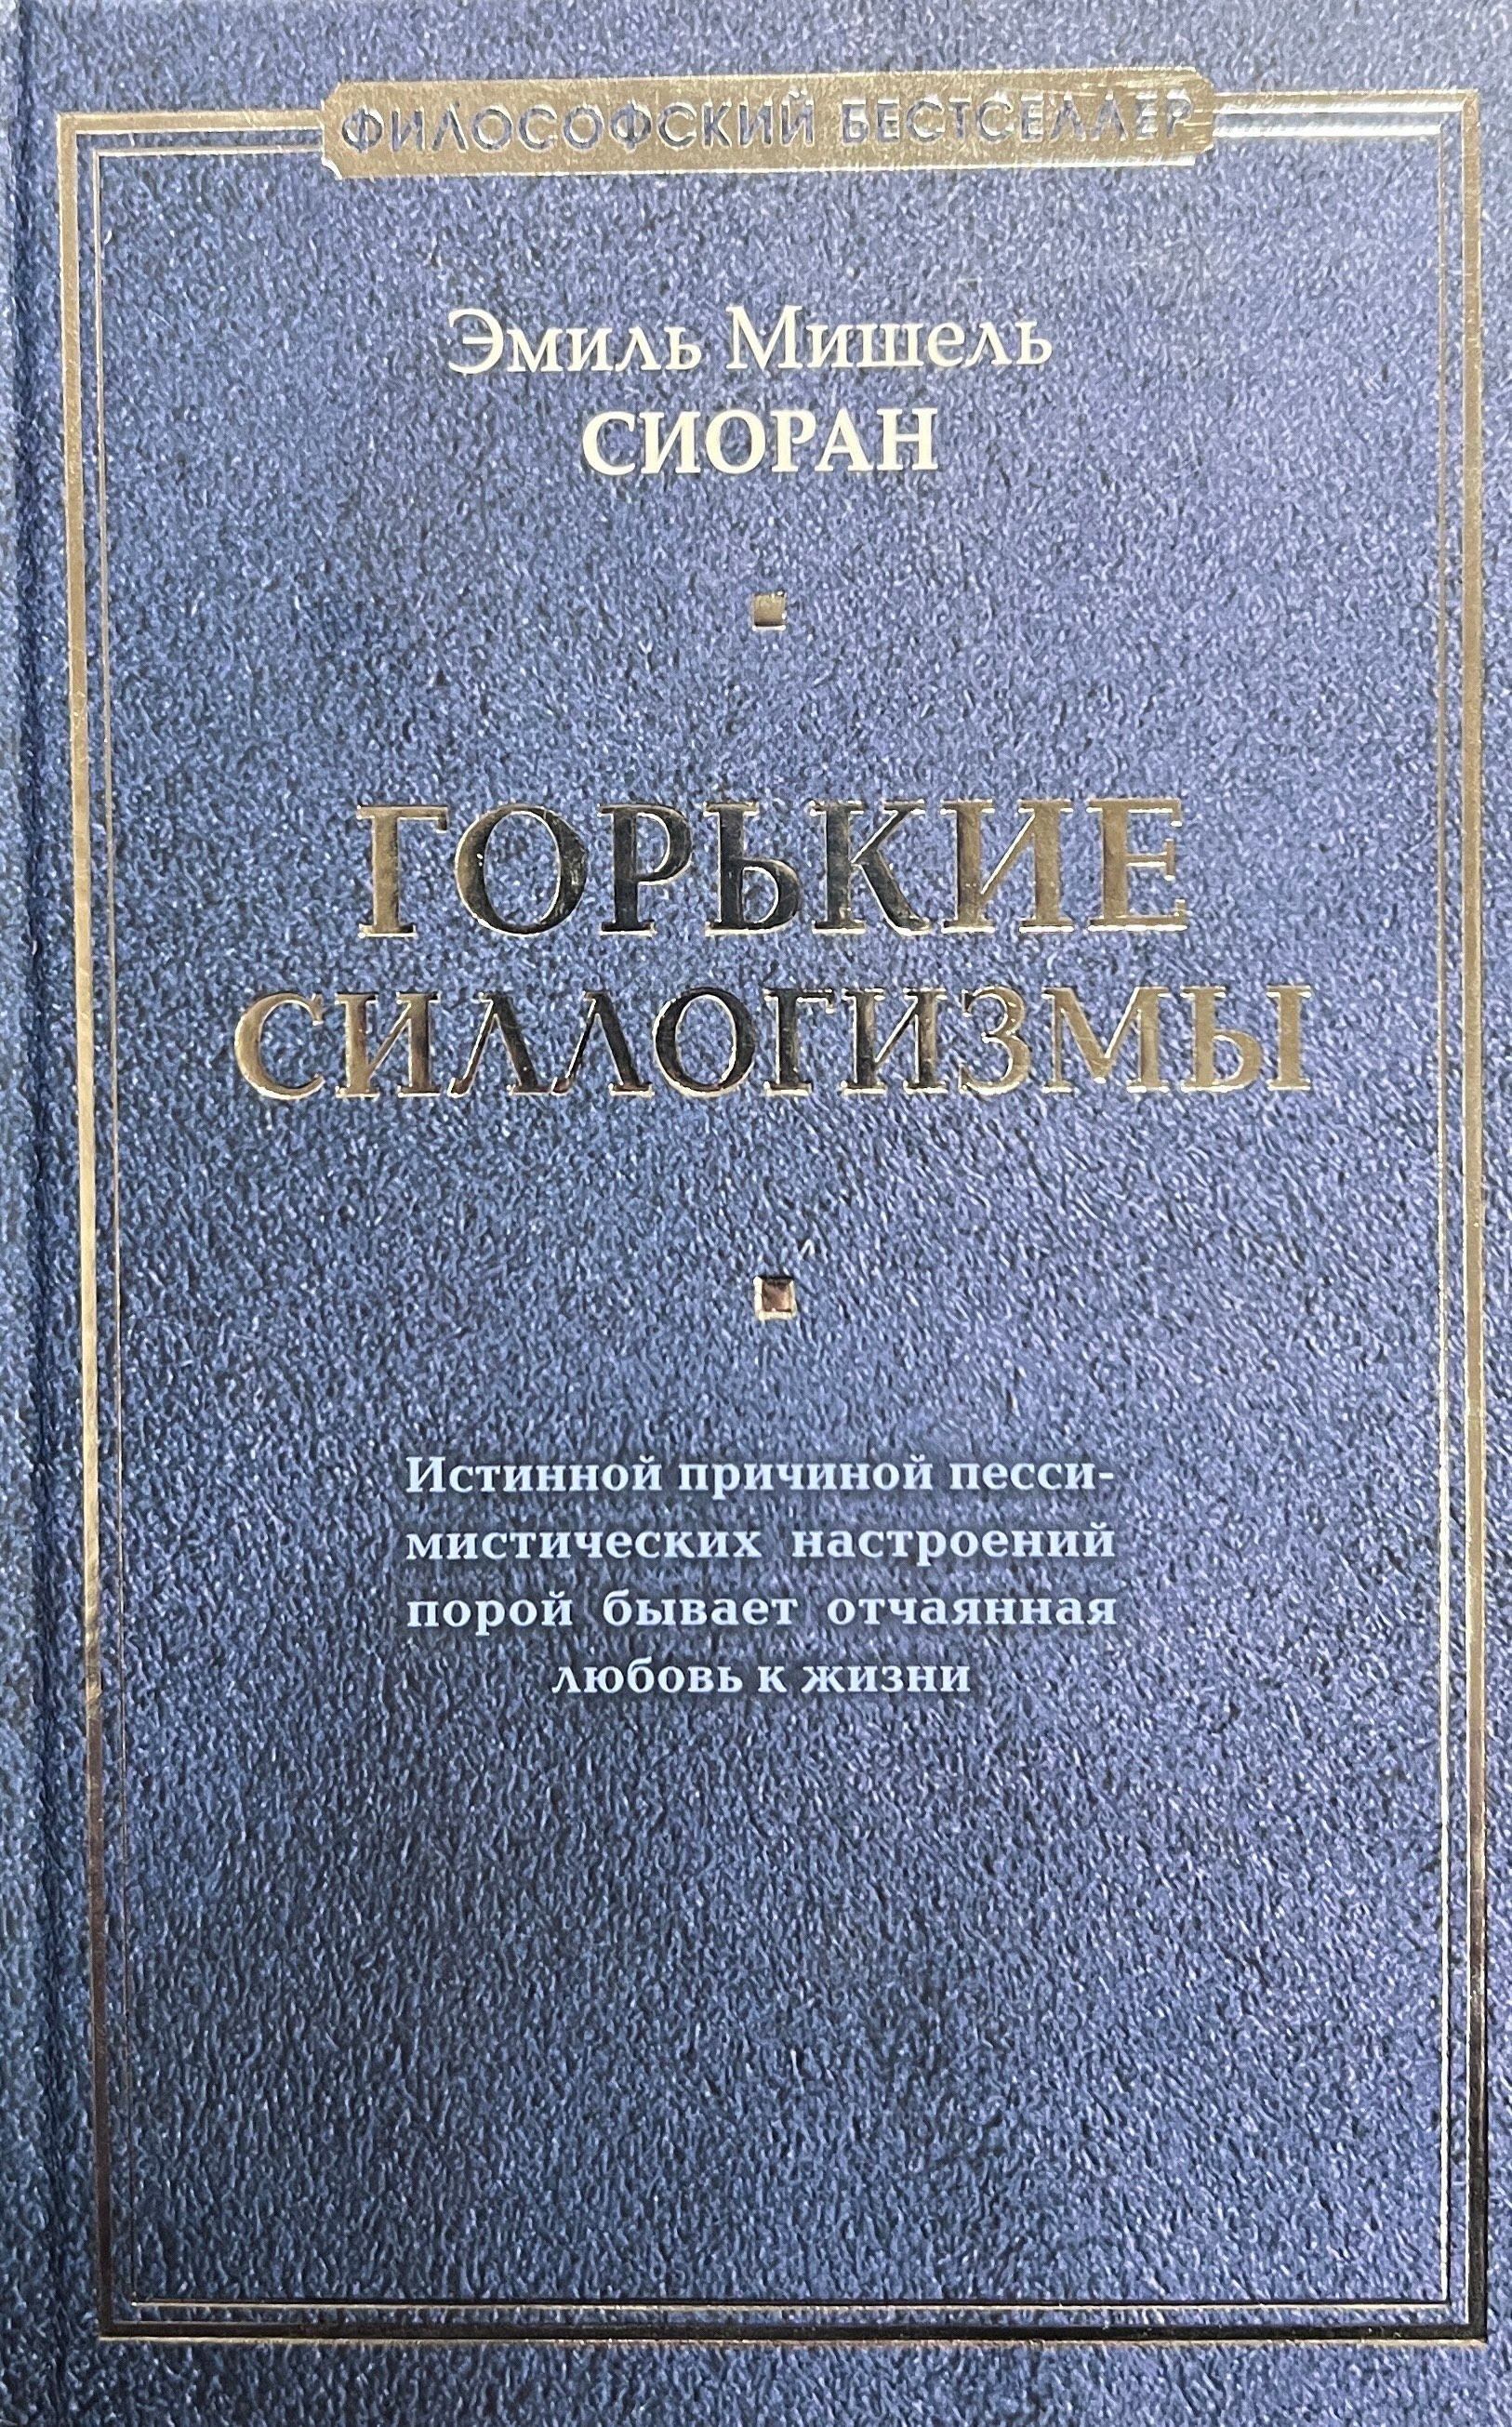 ФИЛОСОФСКИЙ БЕСТСЕЛЛЕР
Эмиль Мишель
СИОРАН
ГОРЬКИЕ
СИЛЛОГИЗМЫ
Истинной причиной песси-
мистических настроений
порой бывает отчаянная
любовь к жизни